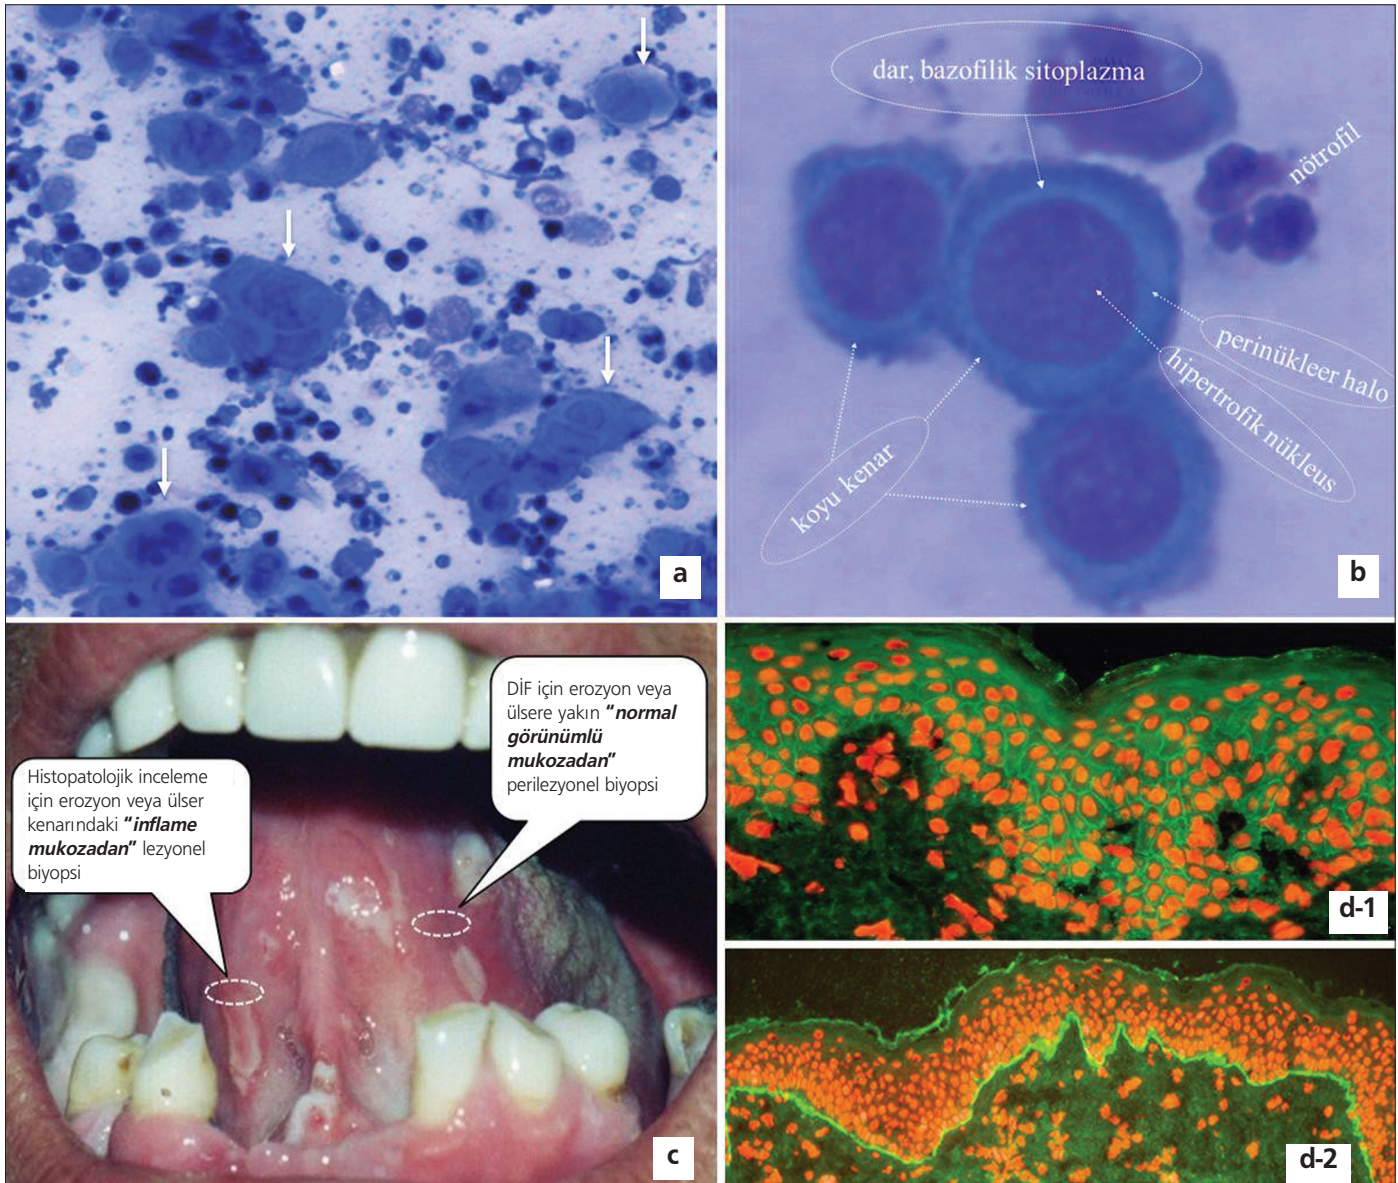 a
dar, bazofilik sitoplazma
nötrofil
perinükleer halo
hipertrofik nükleus
koyu kenar
b
Histopatolojik inceleme
için erozyon veya ülser
kenarındaki "inflame
mukozadan" lezyonel
biyopsi
DİF için erozyon veya
ülsere yakın "normal
görünümlü
mukozadan"
perilezyonel biyopsi
c
d-1
d-2